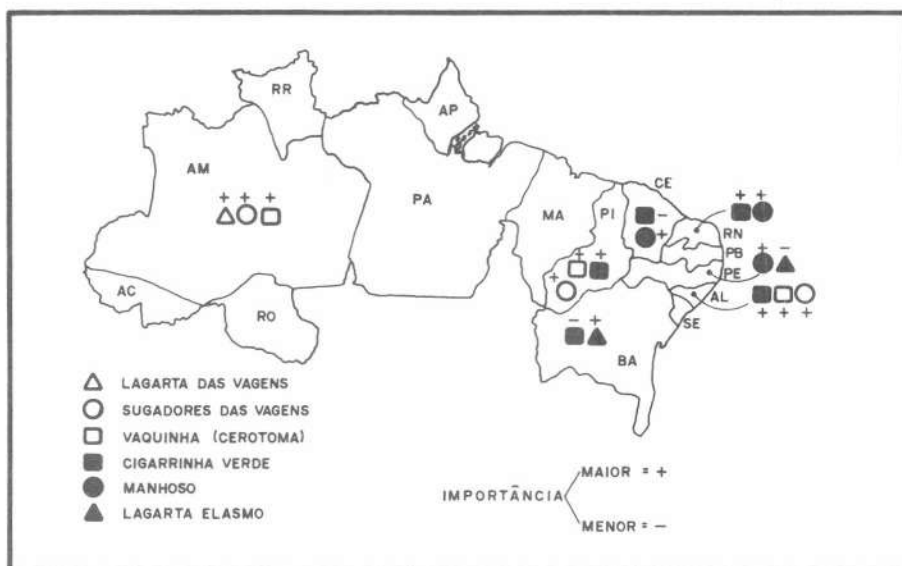 RR
AP
AM
+ + +
PA
MA
PI
CE
+ +
RN
PB
PE
AL
SE
BA
AC
RO
−
+
+ −
+ +
+
+ + +
− +
LAGARTA DAS VAGENS
SUGADORES DAS VAGENS
VAQUINHA (CEROTOMA)
CIGARRINHA VERDE
MANHOSO
LAGARTA ELASMO
IMPORTÂNCIA
MAIOR = +
MENOR = −